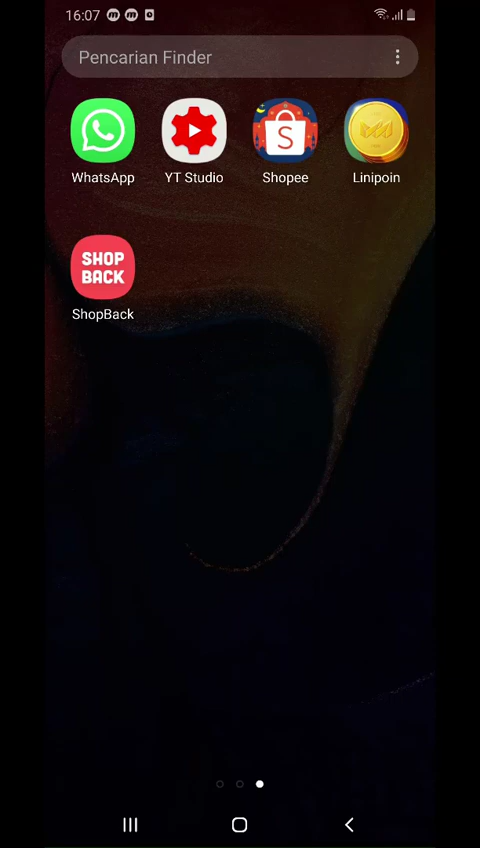 16:07
Pencarian Finder
WhatsApp
YT Studio
Shopee
Linipoin
SHOP
BACK
ShopBack